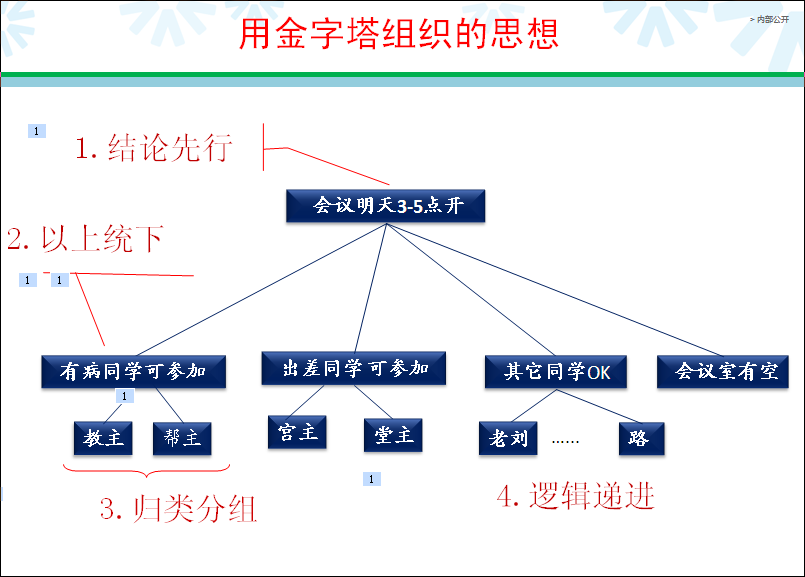 > 内部公开
用金字塔组织的思想
1
1.结论先行
会议明天3-5点开
2.以上统下
1 1
有病同学可参加 出差同学可参加 其它同学OK 会议室有空
1
教主 帮主 宫主 堂主 老刘 …… 路
1
3.归类分组 4.逻辑递进